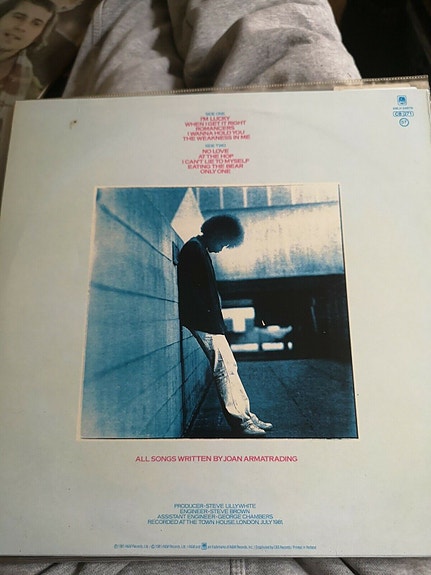 SIDE ONE
I'M LUCKY
WHEN I GET IT RIGHT
ROMANCERS
I WANNA HOLD YOU
THE WEAKNESS IN ME
SIDE TWO
NO LOVE
AT THE HOP
I CAN'T LIE TO MYSELF
EATING THE BEAR
ONLY ONE
CB 271
ALL SONGS WRITTEN BY JOAN ARMATRADING
PRODUCER-STEVE LILLYWHITE
ENGINEER-STEVE BROWN
ASSISTANT ENGINEER-GEORGE CHAMBERS
RECORDED AT THE TOWN HOUSE, LONDON, JULY 1981